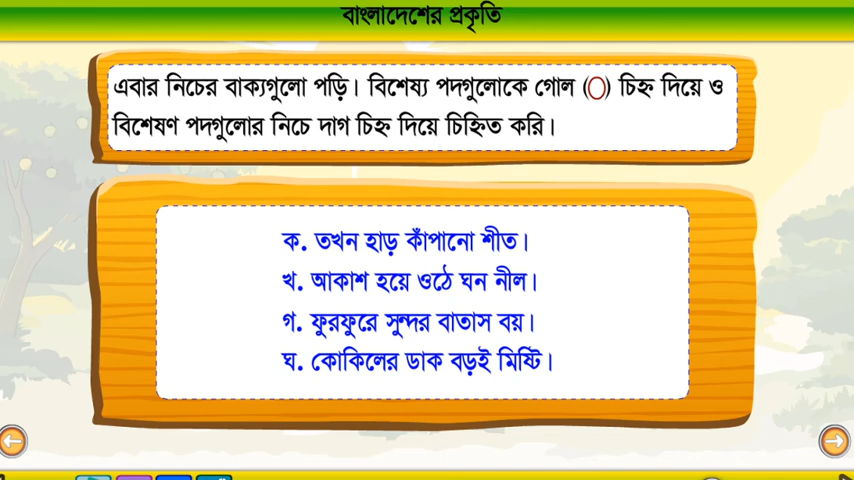 বাংলাদেশের প্রকৃতি
এবার নিচের বাক্যগুলো পড়ি। বিশেষ্য পদগুলোকে গোল (○) চিহ্ন দিয়ে ও
বিশেষণ পদগুলোর নিচে দাগ চিহ্ন দিয়ে চিহ্নিত করি।
ক. তখন হাড় কাঁপানো শীত।
খ. আকাশ হয়ে ওঠে ঘন নীল।
গ. ফুরফুরে সুন্দর বাতাস বয়।
ঘ. কোকিলের ডাক বড়ই মিষ্টি।